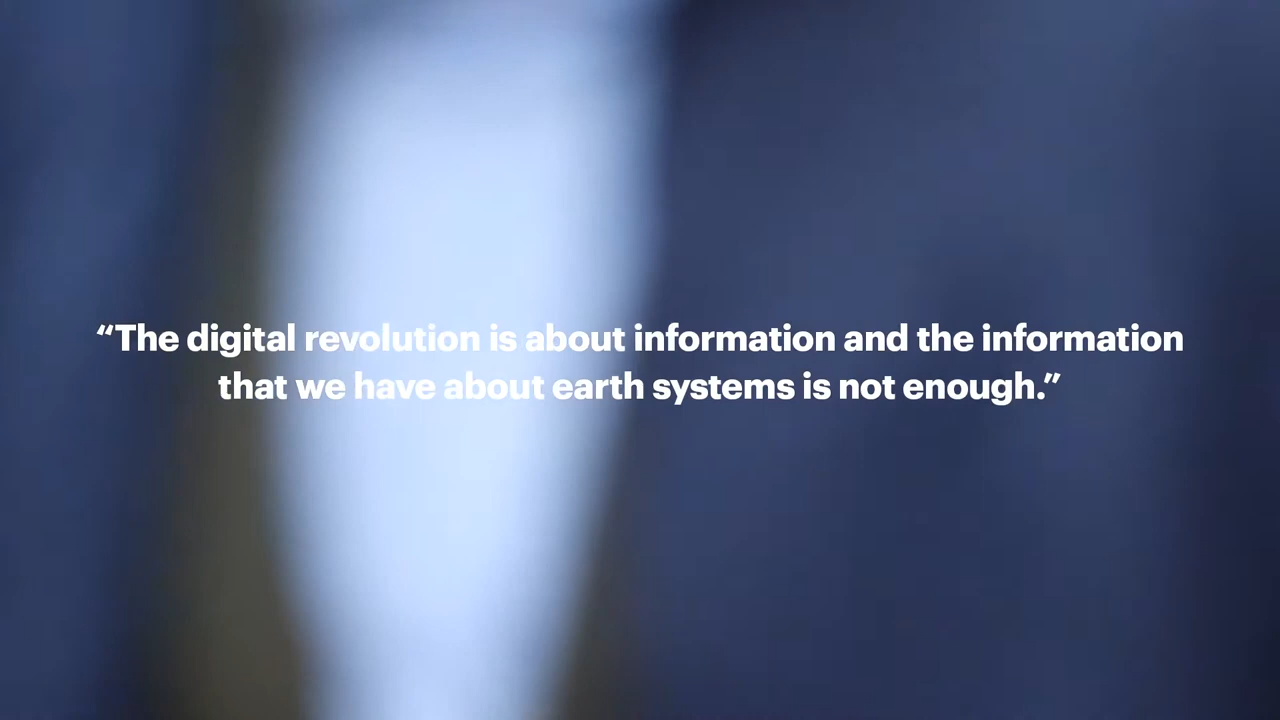 “The digital revolution is about information and the information
that we have about earth systems is not enough.”